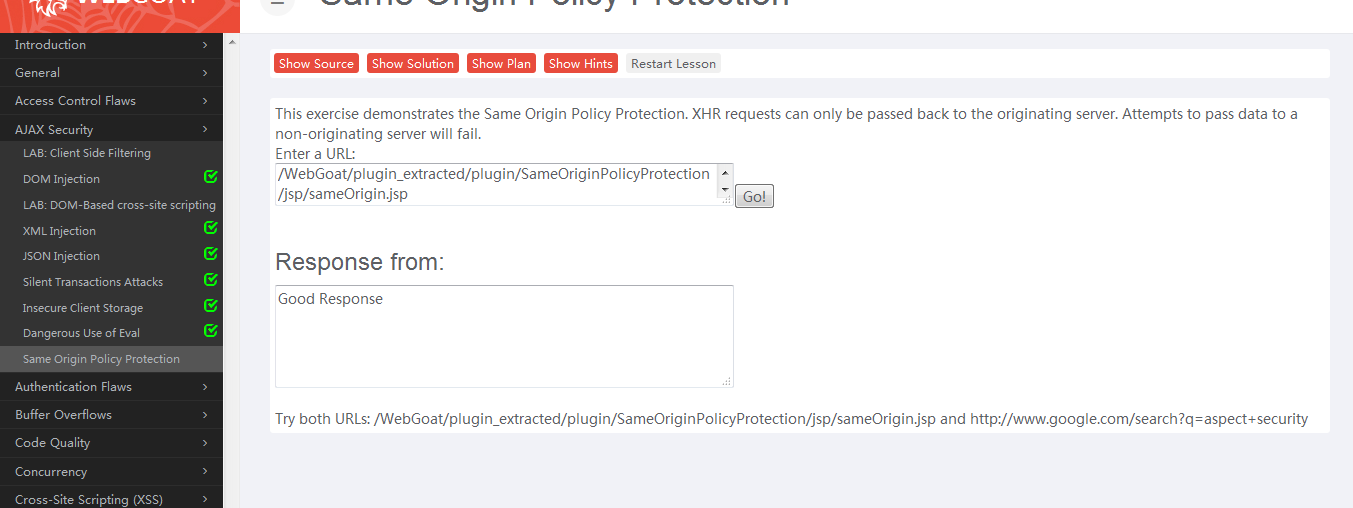 WEBGOAT
Same Origin Policy Protection
Introduction
General
Access Control Flaws
AJAX Security
LAB: Client Side Filtering
DOM Injection
LAB: DOM-Based cross-site scripting
XML Injection
JSON Injection
Silent Transactions Attacks
Insecure Client Storage
Dangerous Use of Eval
Same Origin Policy Protection
Authentication Flaws
Buffer Overflows
Code Quality
Concurrency
Cross-Site Scripting (XSS)
Show Source Show Solution Show Plan Show Hints Restart Lesson
This exercise demonstrates the Same Origin Policy Protection. XHR requests can only be passed back to the originating server. Attempts to pass data to a
non-originating server will fail.
Enter a URL:
/WebGoat/plugin_extracted/plugin/SameOriginPolicyProtection
/jsp/sameOrigin.jsp
Go!
Response from:
Good Response
Try both URLs: /WebGoat/plugin_extracted/plugin/SameOriginPolicyProtection/jsp/sameOrigin.jsp and http://www.google.com/search?q=aspect+security